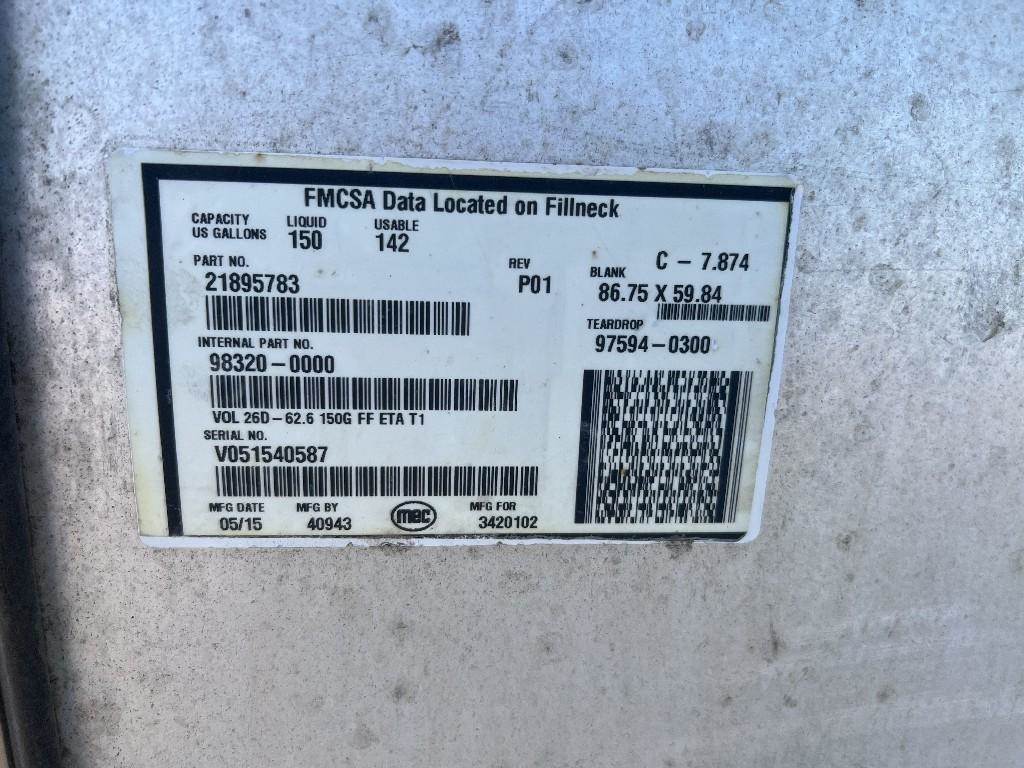 FMCSA Data Located on Fillneck
CAPACITY US GALLONS
LIQUID
150
USABLE
142
PART NO.
21895783
REV
P01
C - 7.874
BLANK
86.75 X 59.84
TEARDROP
97594-0300
INTERNAL PART NO.
98320-0000
VOL 26D-62.6 150G FF ETA T1
SERIAL NO.
V051540587
MFG DATE
05/15
MFG BY
40943
mec
MFG FOR
3420102